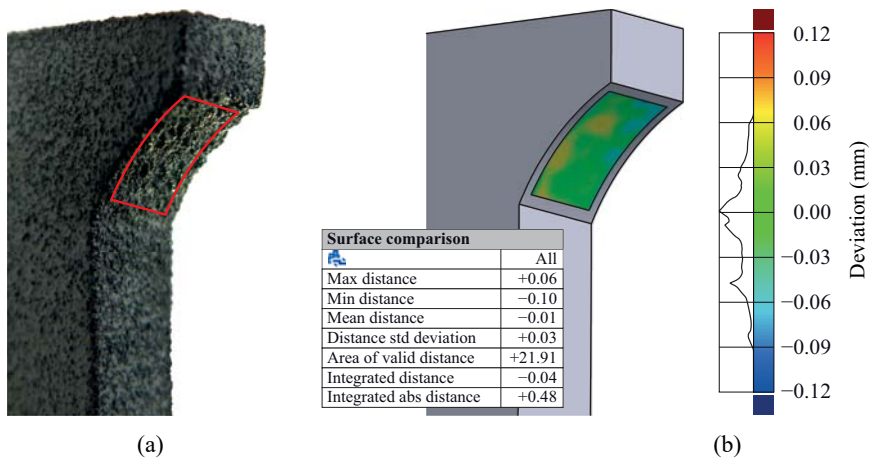 Surface comparison
All
Max distance +0.06
Min distance −0.10
Mean distance −0.01
Distance std deviation +0.03
Area of valid distance +21.91
Integrated distance −0.04
Integrated abs distance +0.48
0.12
0.09
0.06
0.03
0.00
−0.03
−0.06
−0.09
−0.12
Deviation (mm)
(a)
(b)